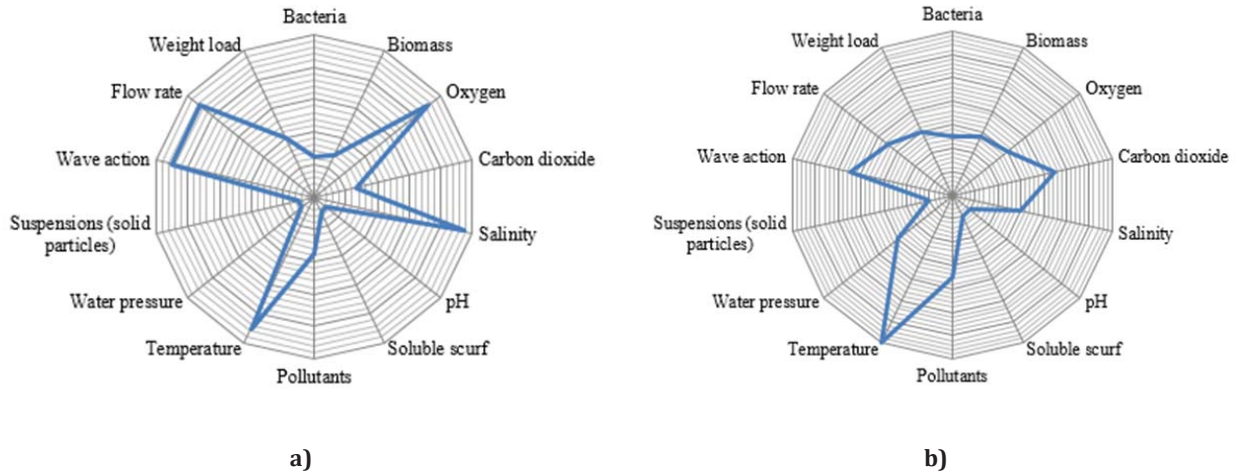 Bacteria
Weight load
Biomass
Flow rate
Oxygen
Wave action
Carbon dioxide
Suspensions (solid
particles)
Salinity
Water pressure
pH
Temperature
Soluble scurf
Pollutants
a)
Bacteria
Weight load
Biomass
Flow rate
Oxygen
Wave action
Carbon dioxide
Suspensions (solid
particles)
Salinity
Water pressure
pH
Temperature
Soluble scurf
Pollutants
b)